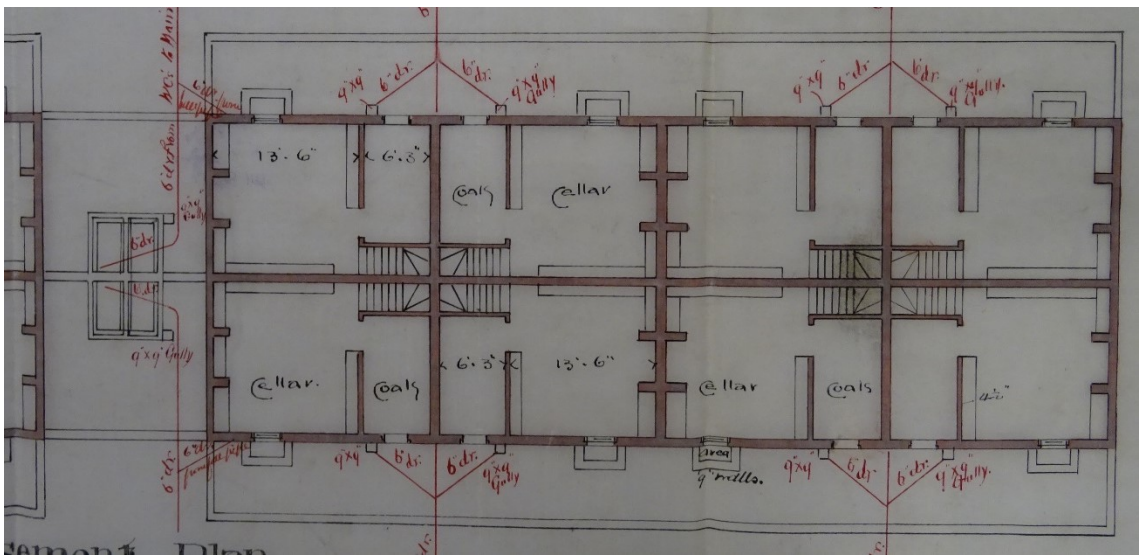 9"x9"
6"dr.
6"dr.
9"x9"
Gully
9"x9"
6"dr.
6"dr.
9"x9"
Gully.
13'. 6"
6'. 3"
Coals
Cellar
6"dr.
6"dr.
9"x9" Gully
Cellar.
Coals
6'. 3"
13'. 6"
Cellar
Coals
4½"
6"dr.
9"x9"
6"dr.
6"dr.
9"x9"
Gully
area
9" walls.
9"x9"
6"dr
6"dr.
9"x9"
Gully.
Plan